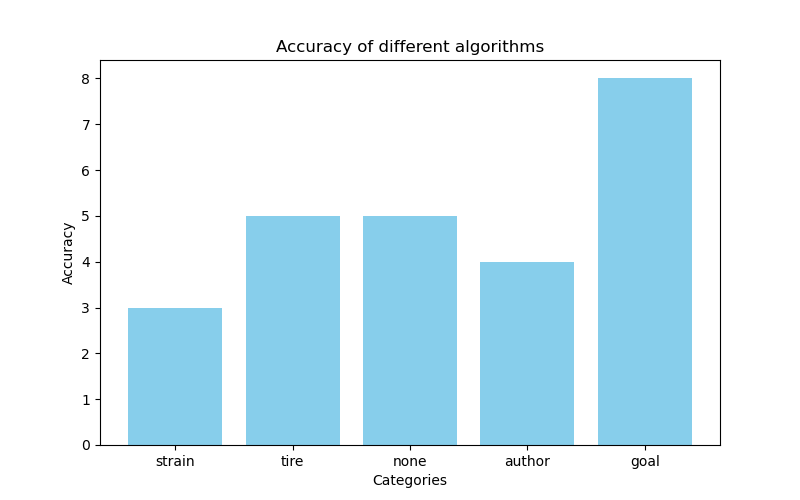 Accuracy of different algorithms
8
7
6
5
4
3
2
1
0
Accuracy
strain tire none author goal
Categories